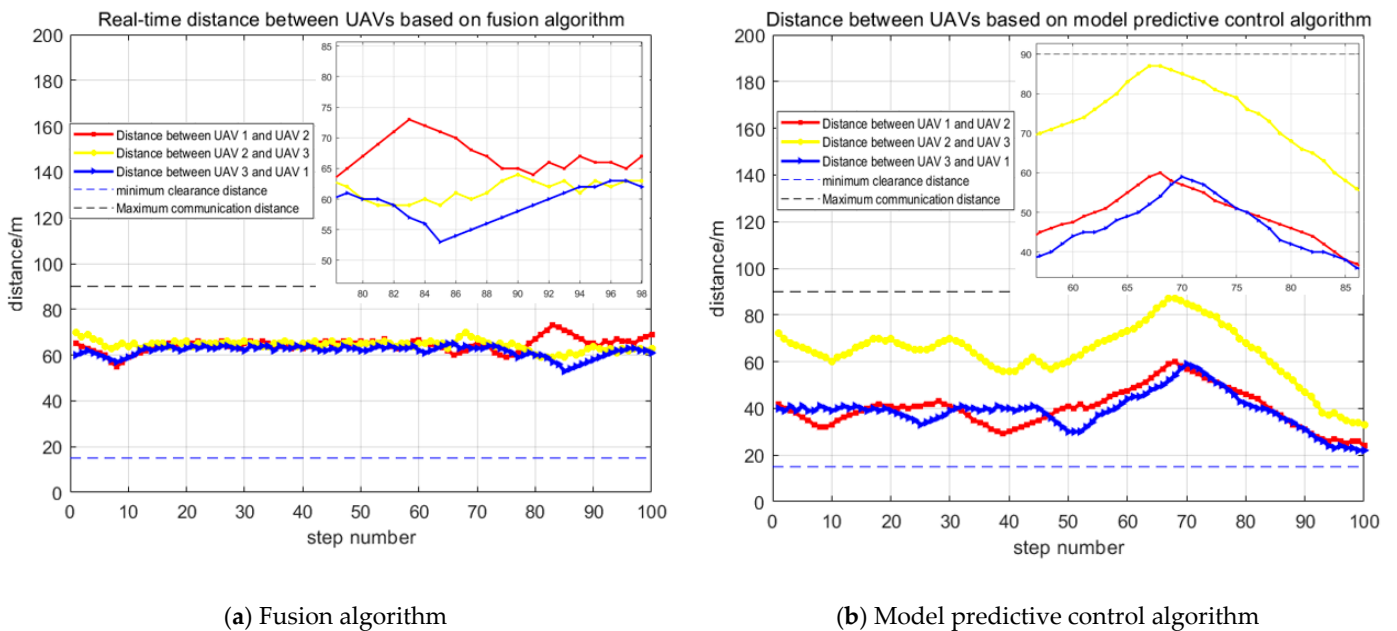 Real-time distance between UAVs based on fusion algorithm
200
180
160
140
120
100
80
60
40
20
0
distance/m
0 10 20 30 40 50 60 70 80 90 100
step number
Distance between UAV 1 and UAV 2
Distance between UAV 2 and UAV 3
Distance between UAV 3 and UAV 1
minimum clearance distance
Maximum communication distance
85
80
75
70
65
60
55
50
80 82 84 86 88 90 92 94 96 98
(a) Fusion algorithm
Distance between UAVs based on model predictive control algorithm
200
180
160
140
120
100
80
60
40
20
0
distance/m
0 10 20 30 40 50 60 70 80 90 100
step number
Distance between UAV 1 and UAV 2
Distance between UAV 2 and UAV 3
Distance between UAV 3 and UAV 1
minimum clearance distance
Maximum communication distance
90
80
70
60
50
40
60 65 70 75 80 85
(b) Model predictive control algorithm